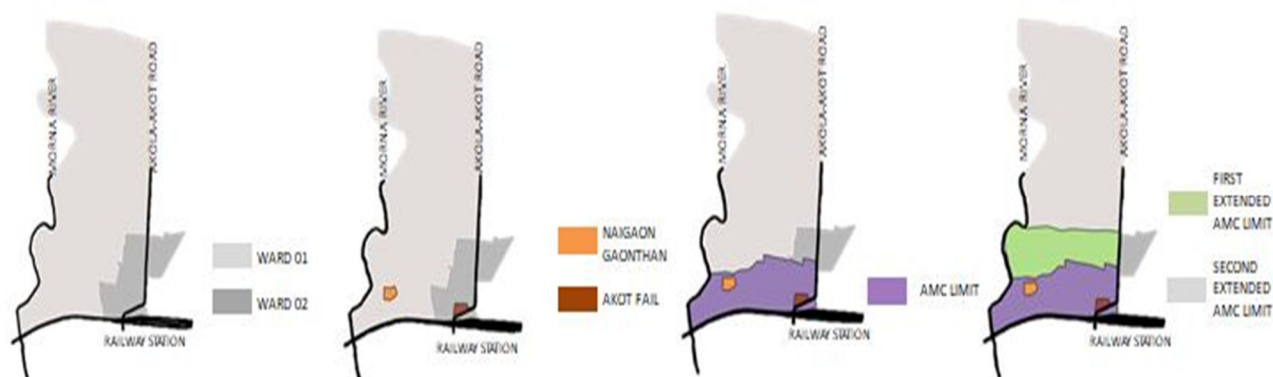 MORNA RIVER
AKOLA-AKOT ROAD
WARD 01
WARD 02
RAILWAY STATION
MORNA RIVER
AKOLA-AKOT ROAD
NAIGAON
GAONTHAN
AKOT FAIL
RAILWAY STATION
MORNA RIVER
AKOLA-AKOT ROAD
AMC LIMIT
RAILWAY STATION
MORNA RIVER
AKOLA-AKOT ROAD
FIRST
EXTENDED
AMC LIMIT
SECOND
EXTENDED
AMC LIMIT
RAILWAY STATION